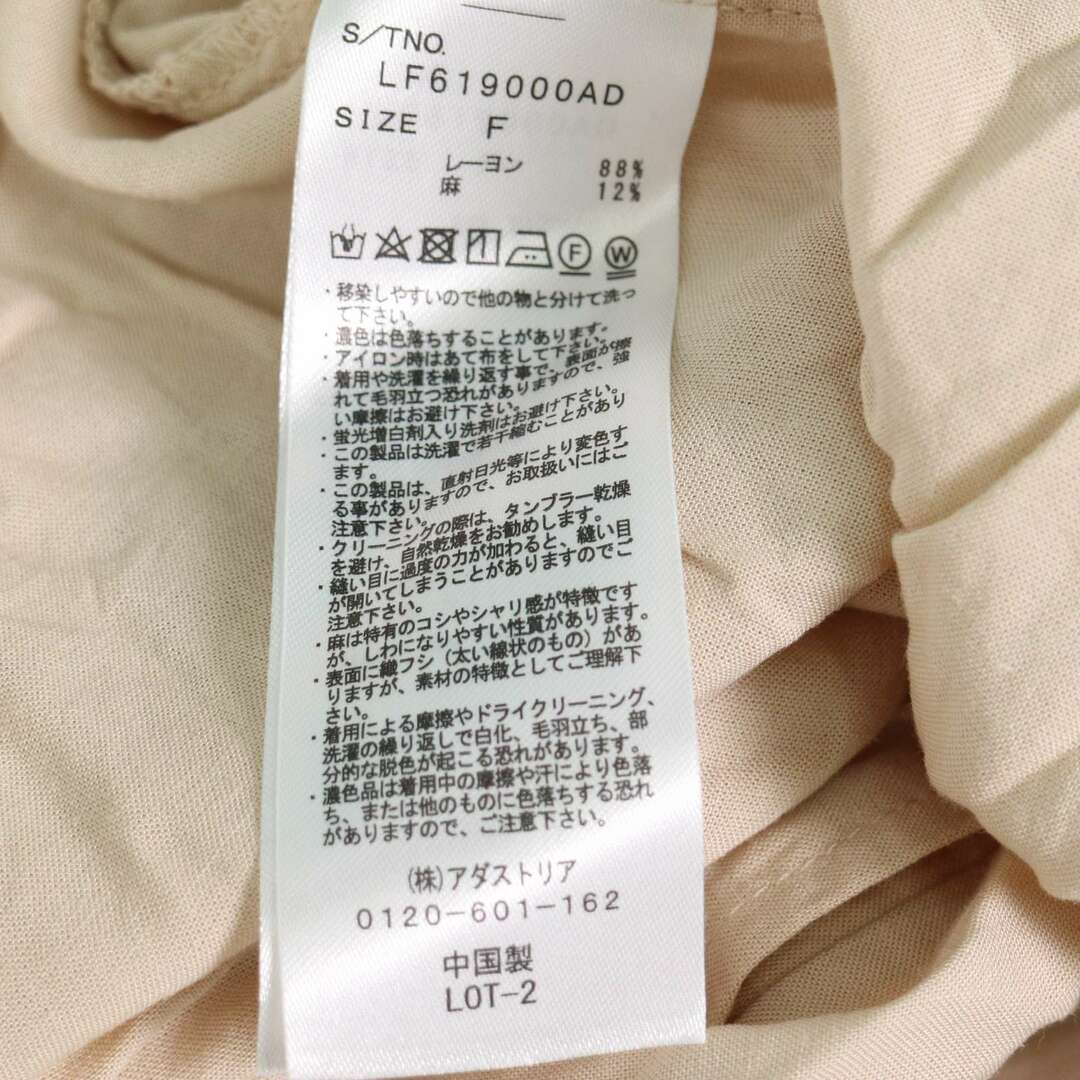 S/TNO.
LF619000AD
SIZE F
レーヨン 88%
麻 12%
F W
・移染しやすいので他の物と分けて洗っ
て下さい。
・濃色は色落ちすることがあります。
・アイロン時はあて布をして下さい。
・着用や洗濯を繰り返す事で、表面が擦
れて毛羽立つ恐れがありますので、強
い摩擦はお避け下さい。
・蛍光増白剤入り洗剤はお避け下さい。
・この製品は洗濯で若干縮むことがあり
ます。
・この製品は、直射日光等により変色す
る事がありますので、お取扱いにはご
注意下さい。
・クリーニングの際は、タンブラー乾燥
を避け、自然乾燥をお勧めします。
・縫い目に過度の力が加わると、縫い目
が開いてしまうことがありますのでご
注意下さい。
・麻は特有のコシやシャリ感が特徴です
が、しわになりやすい性質があります。
・表面に織フシ（太い線状のもの）があ
りますが、素材の特徴としてご理解下
さい。
・着用による摩擦やドライクリーニング、
洗濯の繰り返しで白化、毛羽立ち、部
分的な脱色が起こる恐れがあります。
・濃色品は着用中の摩擦や汗により色落
ち、または他のものに色落ちする恐れ
がありますので、ご注意下さい。
(株)アダストリア
0120-601-162
中国製
LOT-2